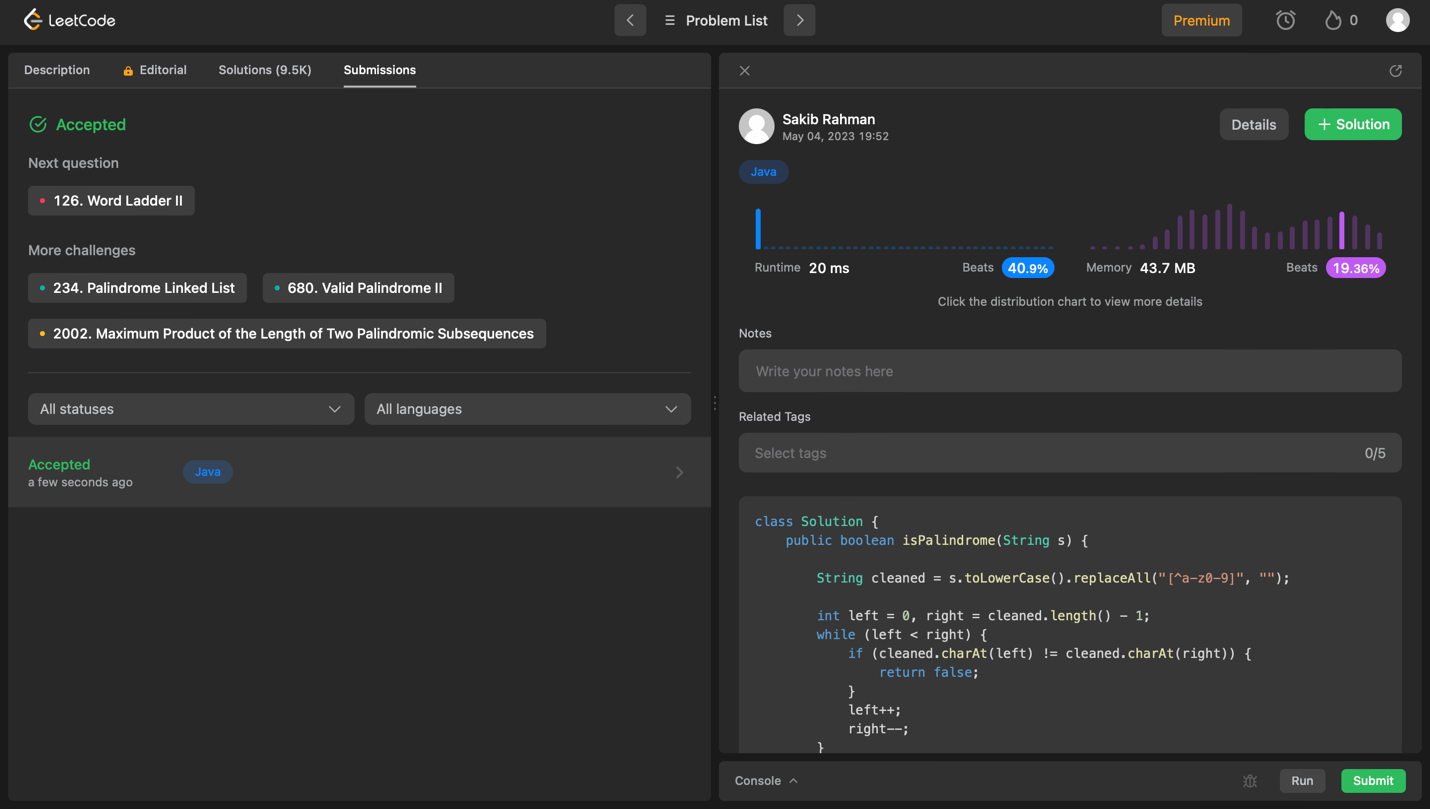 LeetCode
Problem List
Premium
0
Description
Editorial
Solutions (9.5K)
Submissions
Accepted
Next question
126. Word Ladder II
More challenges
234. Palindrome Linked List
680. Valid Palindrome II
2002. Maximum Product of the Length of Two Palindromic Subsequences
All statuses
All languages
Accepted
a few seconds ago
Java
Sakib Rahman
May 04, 2023 19:52
Details
+ Solution
Java
Runtime 20 ms
Beats 40.9%
Memory 43.7 MB
Beats 19.36%
Click the distribution chart to view more details
Notes
Write your notes here
Related Tags
Select tags
0/5
class Solution {
    public boolean isPalindrome(String s) {
        String cleaned = s.toLowerCase().replaceAll("[^a-z0-9]", "");
        int left = 0, right = cleaned.length() - 1;
        while (left < right) {
            if (cleaned.charAt(left) != cleaned.charAt(right)) {
                return false;
            }
            left++;
            right--;
        }
Console
Run
Submit